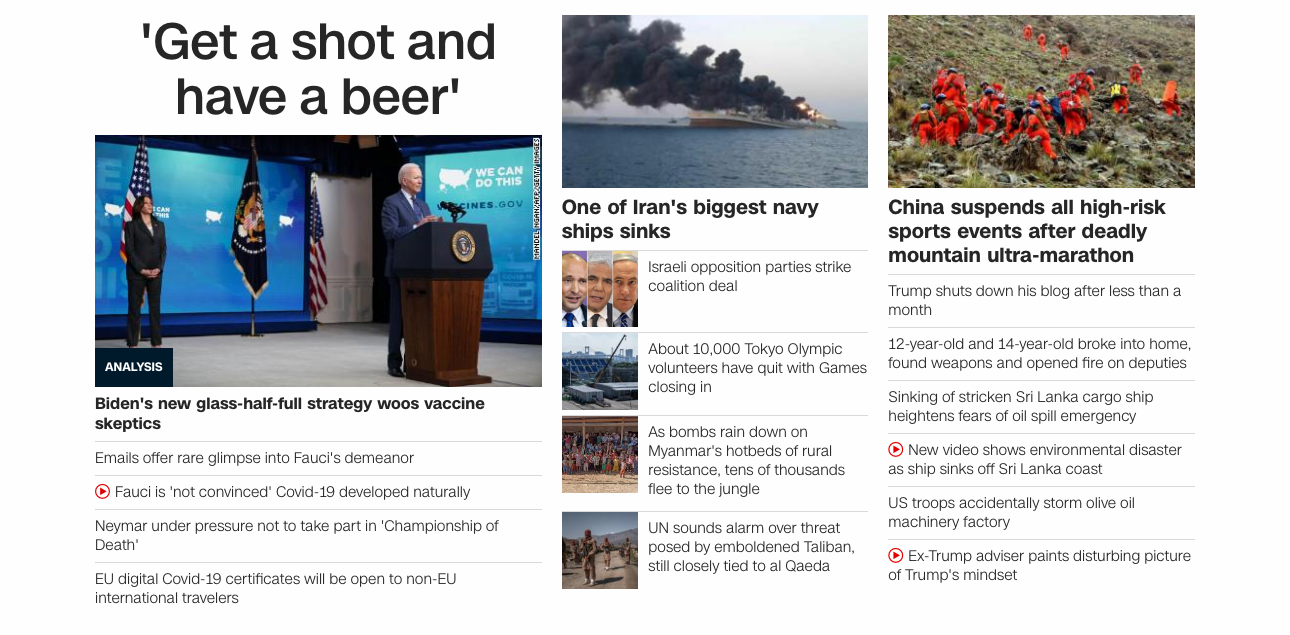 'Get a shot and
have a beer'
WE CAN
DO THIS
WE CAN
DO THIS
VACCINES.GOV
MANDEL NGAN/AFP/GETTY IMAGES
ANALYSIS
Biden's new glass-half-full strategy woos vaccine
skeptics
Emails offer rare glimpse into Fauci's demeanor
Fauci is 'not convinced' Covid-19 developed naturally
Neymar under pressure not to take part in 'Championship of
Death'
EU digital Covid-19 certificates will be open to non-EU
international travelers
One of Iran's biggest navy
ships sinks
Israeli opposition parties strike
coalition deal
About 10,000 Tokyo Olympic
volunteers have quit with Games
closing in
As bombs rain down on
Myanmar's hotbeds of rural
resistance, tens of thousands
flee to the jungle
UN sounds alarm over threat
posed by emboldened Taliban,
still closely tied to al Qaeda
China suspends all high-risk
sports events after deadly
mountain ultra-marathon
Trump shuts down his blog after less than a
month
12-year-old and 14-year-old broke into home,
found weapons and opened fire on deputies
Sinking of stricken Sri Lanka cargo ship
heightens fears of oil spill emergency
New video shows environmental disaster
as ship sinks off Sri Lanka coast
US troops accidentally storm olive oil
machinery factory
Ex-Trump adviser paints disturbing picture
of Trump's mindset